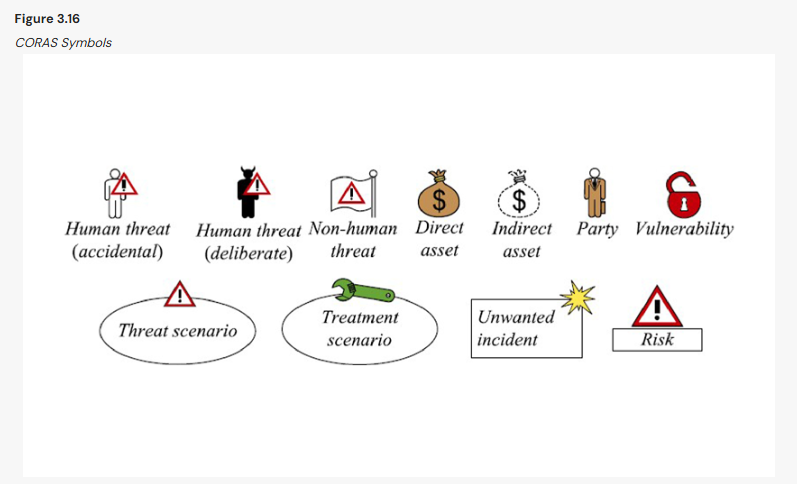 Figure 3.16
CORAS Symbols
Human threat
(accidental)
Human threat
(deliberate)
Non-human
threat
$
Direct
asset
$
Indirect
asset
Party
Vulnerability
!
Threat scenario
Treatment
scenario
Unwanted
incident
!
Risk